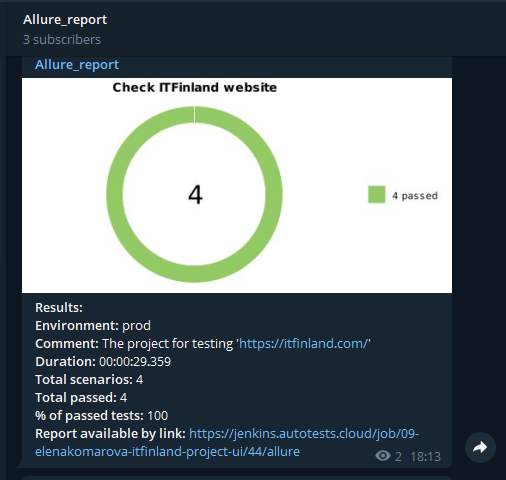 Allure_report
3 subscribers
Allure_report
Check ITFinland website
4
4 passed
Results:
Environment: prod
Comment: The project for testing 'https://itfinland.com/'
Duration: 00:00:29.359
Total scenarios: 4
Total passed: 4
% of passed tests: 100
Report available by link: https://jenkins.autotests.cloud/job/09-
elenakomarova-itfinland-project-ui/44/allure
2 18:13